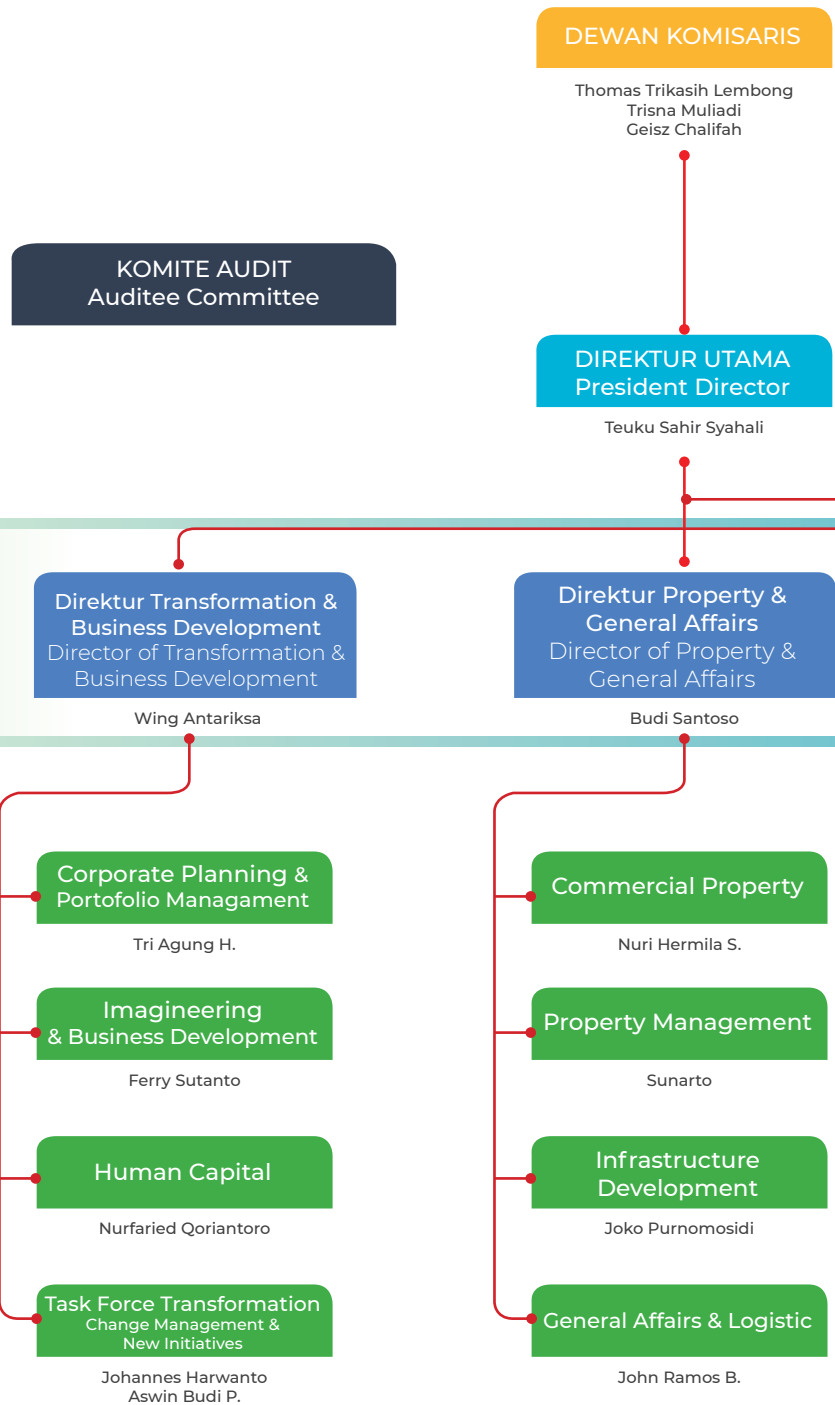 DEWAN KOMISARIS
Thomas Trikasih Lembong
Trisna Muliadi
Geisz Chalifah
KOMITE AUDIT
Auditee Committee
DIREKTUR UTAMA
President Director
Teuku Sahir Syahali
Direktur Transformation &
Business Development
Director of Transformation &
Business Development
Wing Antariksa
Direktur Property &
General Affairs
Director of Property &
General Affairs
Budi Santoso
Corporate Planning &
Portofolio Managament
Tri Agung H.
Imagineering
& Business Development
Ferry Sutanto
Human Capital
Nurfaried Qoriantoro
Task Force Transformation
Change Management &
New Initiatives
Johannes Harwanto
Aswin Budi P.
Commercial Property
Nuri Hermila S.
Property Management
Sunarto
Infrastructure
Development
Joko Purnomosidi
General Affairs & Logistic
John Ramos B.